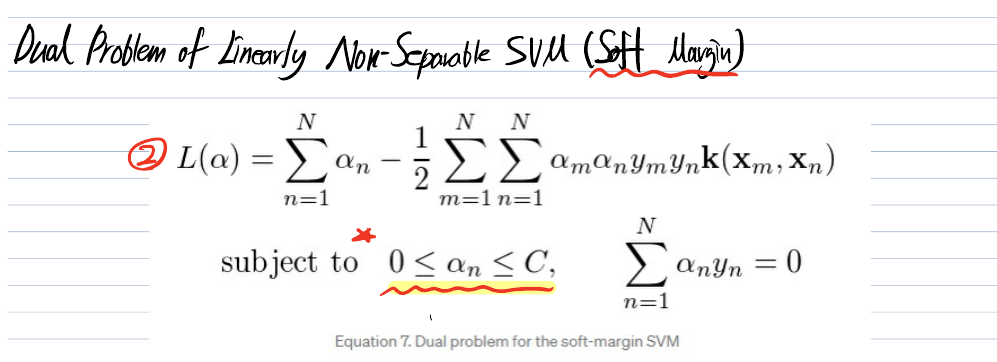 Dual Problem of Linearly Non-Separable SVM (Soft Margin)
② L(α) = ∑_{n=1}^{N} α_n − \frac{1}{2} ∑_{m=1}^{N} ∑_{n=1}^{N} α_m α_n y_m y_n k(x_m, x_n)
subject to 0 ≤ α_n ≤ C, ∑_{n=1}^{N} α_n y_n = 0
Equation 7. Dual problem for the soft-margin SVM